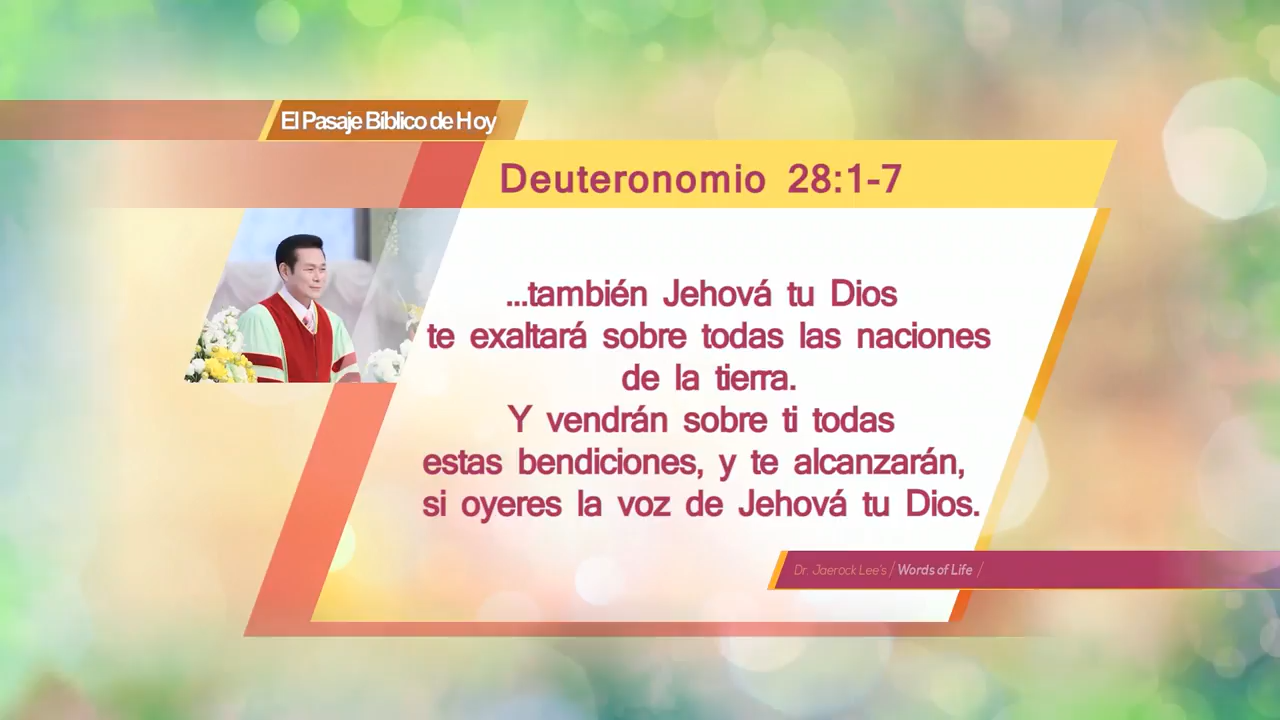 El Pasaje Bíblico de Hoy
Deuteronomio 28:1-7
...también Jehová tu Dios
te exaltará sobre todas las naciones
de la tierra.
Y vendrán sobre ti todas
estas bendiciones, y te alcanzarán,
si oyeres la voz de Jehová tu Dios.
Dr. Jaerock Lee's / Words of Life /